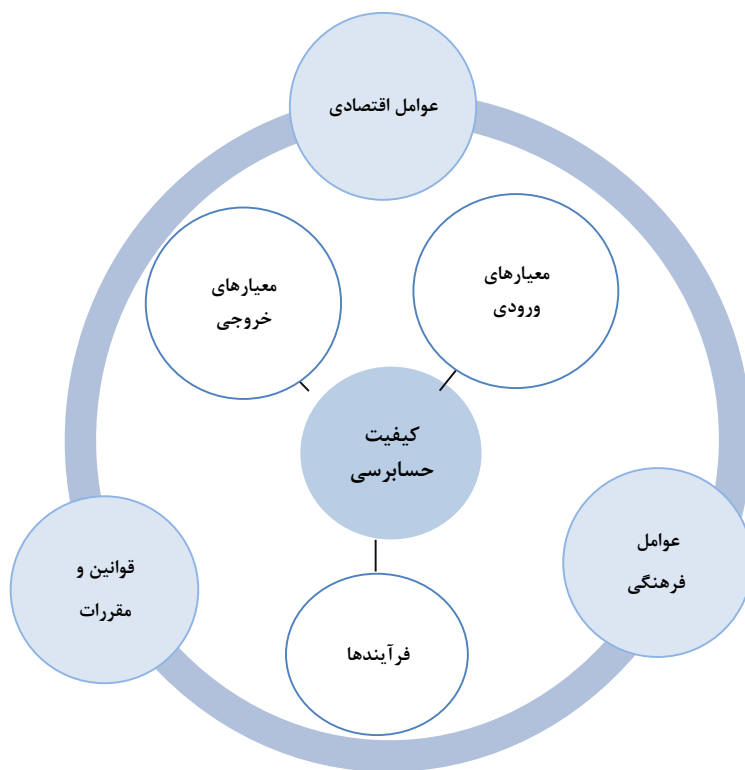 عوامل اقتصادی
معیارهای
ورودی
معیارهای
خروجی
کیفیت
حسابرسی
عوامل
فرهنگی
قوانین و
مقررات
فرآیندها